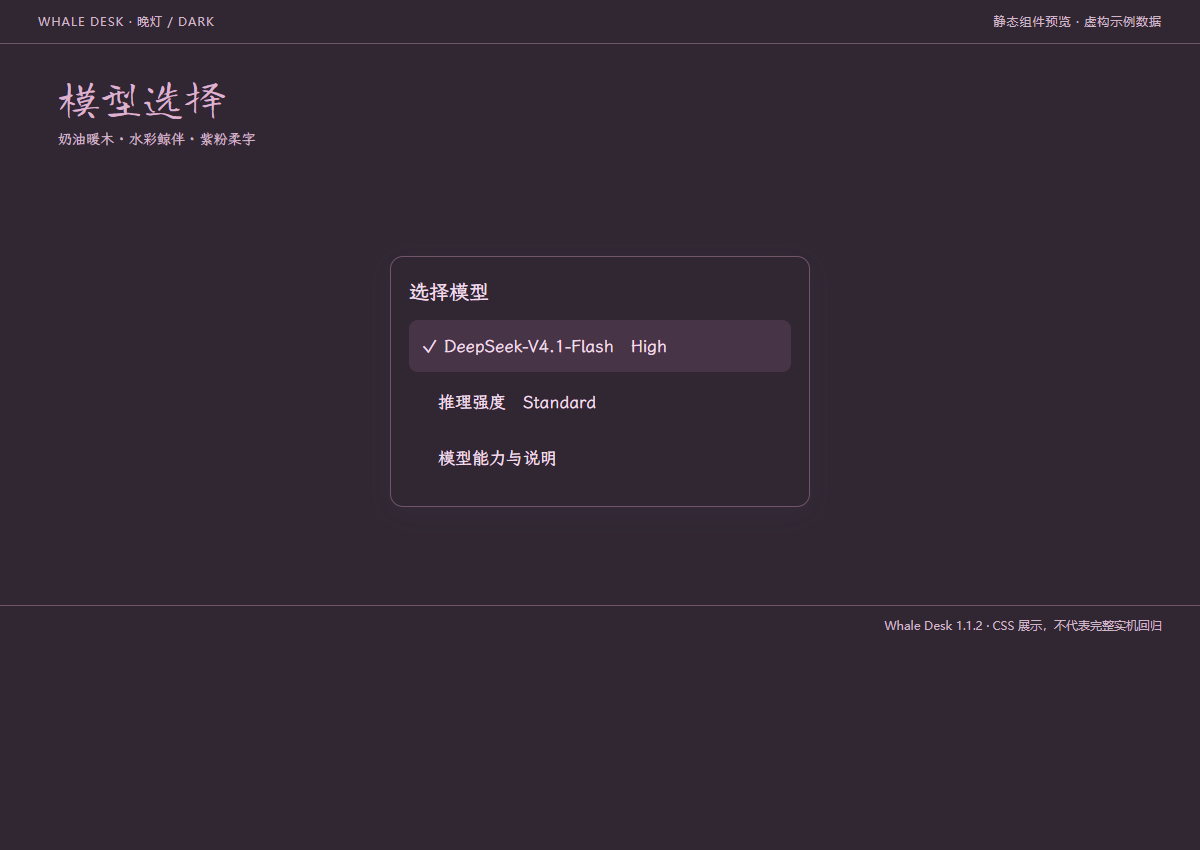 WHALE DESK · 晚灯 / DARK
静态组件预览 · 虚构示例数据
模型选择
奶油暖木 · 水彩鲸伴 · 紫粉柔字
选择模型
✓ DeepSeek-V4.1-Flash High
推理强度 Standard
模型能力与说明
Whale Desk 1.1.2 · CSS 展示，不代表完整实机回归